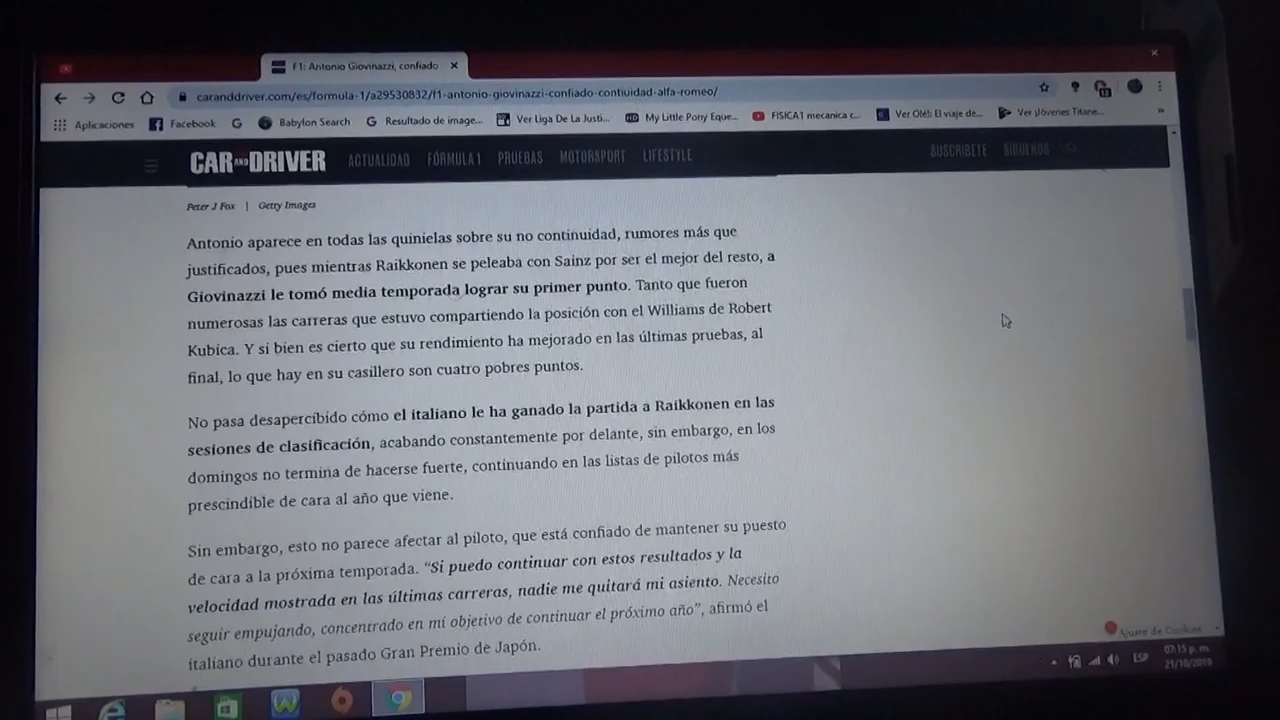 F1: Antonio Giovinazzi, confiado
caranddriver.com/es/formula-1/a29530832/f1-antonio-giovinazzi-confiado-contiuidad-alfa-romeo/
Aplicaciones Facebook Babylon Search Resultado de image... Ver Liga De La Justi... My Little Pony Eque... FISICA1 mecanica c... Ver Olé!: El viaje de... Ver ¡Jóvenes Titane...
CAR AND DRIVER ACTUALIDAD FÓRMULA 1 PRUEBAS MOTORSPORT LIFESTYLE SUSCRÍBETE SÍGUENOS
Peter J Fox | Getty Images
Antonio aparece en todas las quinielas sobre su no continuidad, rumores más que
justificados, pues mientras Raikkonen se peleaba con Sainz por ser el mejor del resto, a
Giovinazzi le tomó media temporada lograr su primer punto. Tanto que fueron
numerosas las carreras que estuvo compartiendo la posición con el Williams de Robert
Kubica. Y si bien es cierto que su rendimiento ha mejorado en las últimas pruebas, al
final, lo que hay en su casillero son cuatro pobres puntos.
No pasa desapercibido cómo el italiano le ha ganado la partida a Raikkonen en las
sesiones de clasificación, acabando constantemente por delante, sin embargo, en los
domingos no termina de hacerse fuerte, continuando en las listas de pilotos más
prescindible de cara al año que viene.
Sin embargo, esto no parece afectar al piloto, que está confiado de mantener su puesto
de cara a la próxima temporada. “Si puedo continuar con estos resultados y la
velocidad mostrada en las últimas carreras, nadie me quitará mi asiento. Necesito
seguir empujando, concentrado en mi objetivo de continuar el próximo año”, afirmó el
italiano durante el pasado Gran Premio de Japón.
Ajuste de Cookies
ESP 07:15 p. m.
21/10/2019